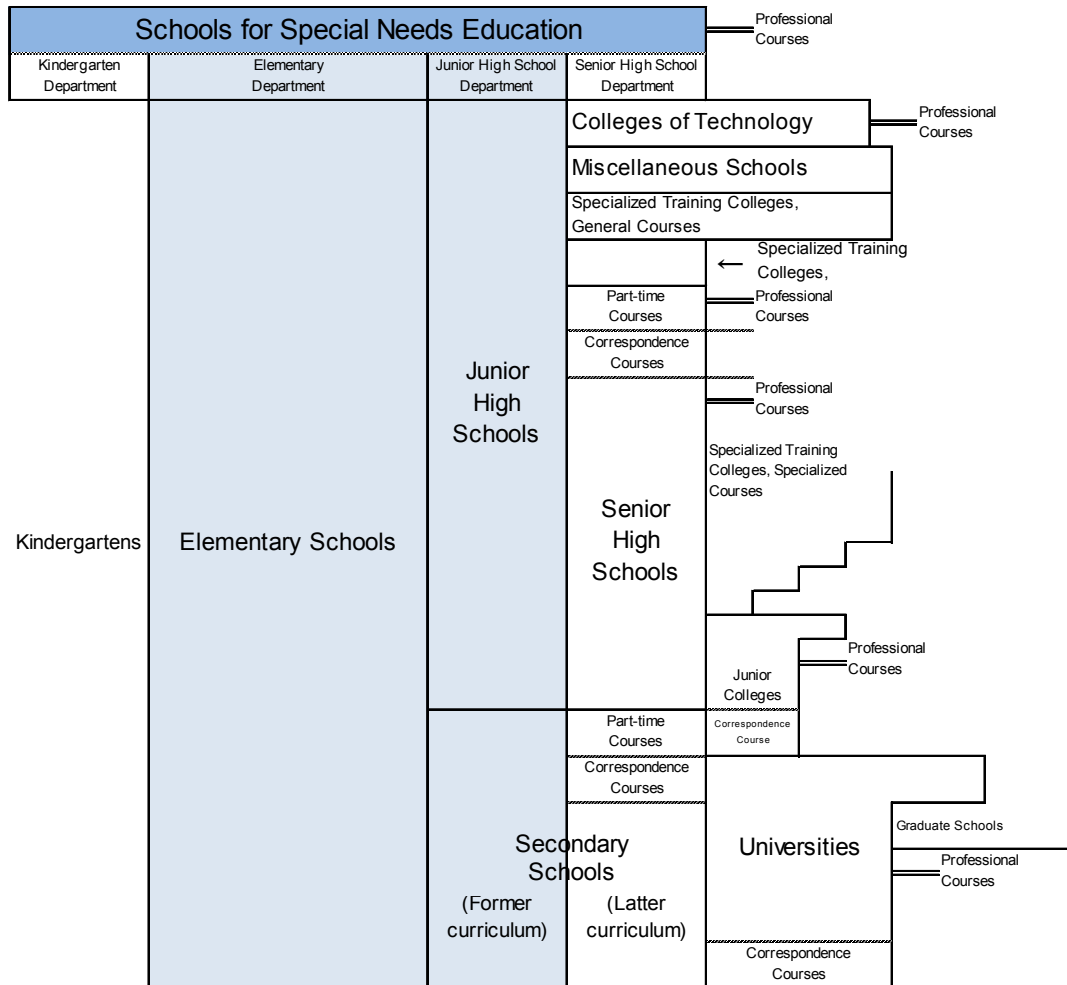 Schools for Special Needs Education
Professional
Courses
Kindergarten
Department
Elementary
Department
Junior High School
Department
Senior High School
Department
Colleges of Technology
Professional
Courses
Miscellaneous Schools
Specialized Training Colleges,
General Courses
← Specialized Training
Colleges,
Part-time
Courses
Professional
Courses
Correspondence
Courses
Junior
High
Schools
Professional
Courses
Specialized Training
Colleges, Specialized
Courses
Kindergartens
Elementary Schools
Senior
High
Schools
Junior
Colleges
Professional
Courses
Part-time
Courses
Correspondence
Course
Correspondence
Courses
Secondary
Schools
(Former
curriculum)
(Latter
curriculum)
Universities
Graduate Schools
Professional
Courses
Correspondence
Courses